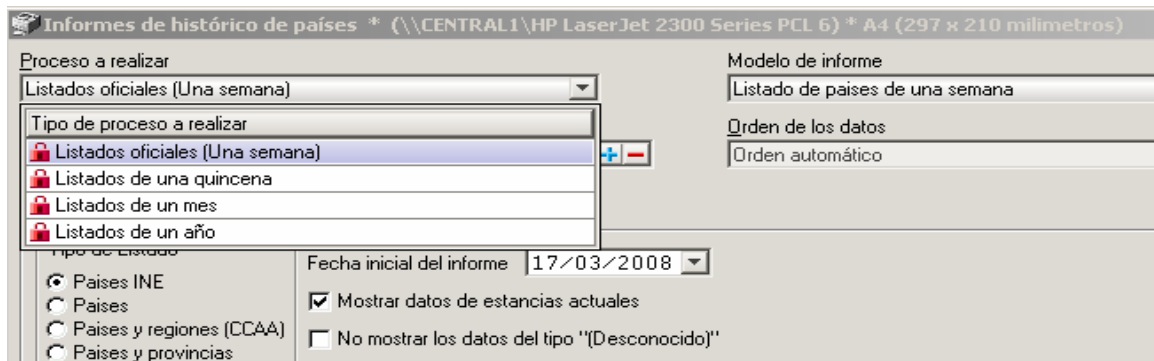 Informes de histórico de países * (\\CENTRAL1\HP LaserJet 2300 Series PCL 6) * A4 (297 x 210 milimetros)
Proceso a realizar
Modelo de informe
Listados oficiales (Una semana)
Listado de paises de una semana
Tipo de proceso a realizar
Orden de los datos
Listados oficiales (Una semana)
Orden automático
Listados de una quincena
Listados de un mes
Listados de un año
Tipo de Listado
Fecha inicial del informe 17/03/2008
Paises INE
Mostrar datos de estancias actuales
Paises
Paises y regiones (CCAA)
No mostrar los datos del tipo "(Desconocido)"
Paises y provincias